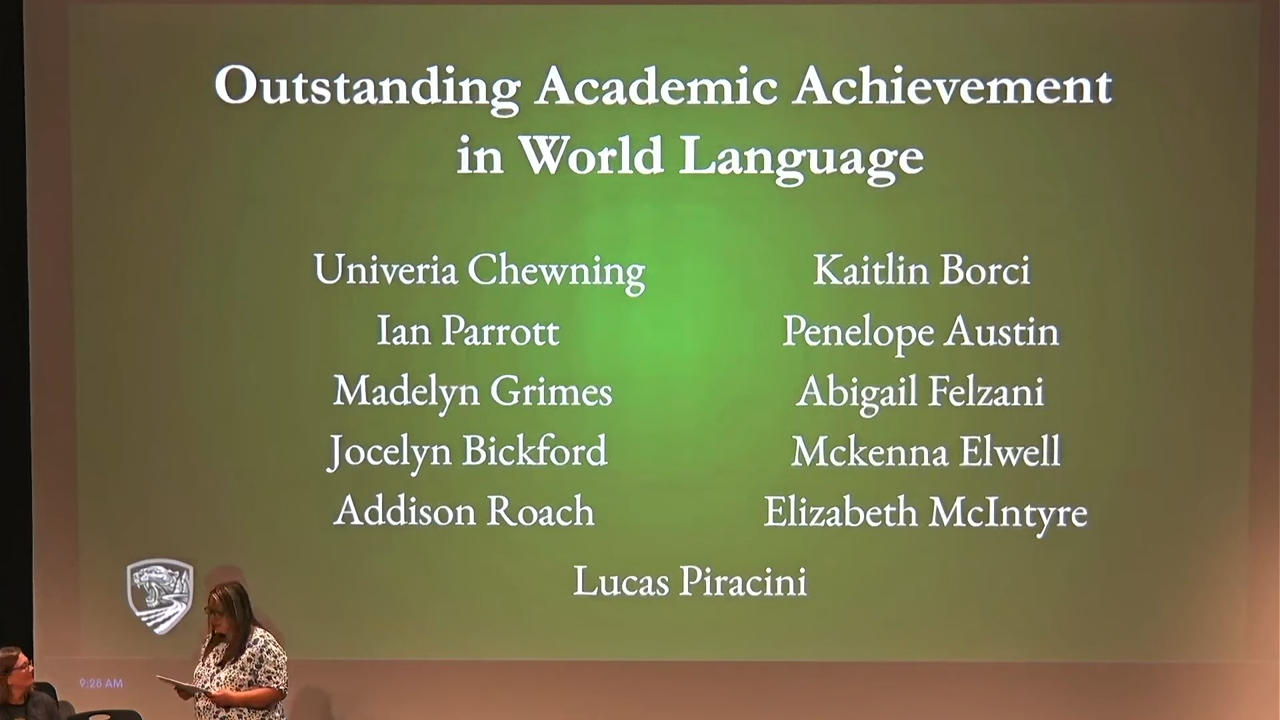 Outstanding Academic Achievement
in World Language
Univeria Chewning
Ian Parrott
Madelyn Grimes
Jocelyn Bickford
Addison Roach
Kaitlin Borci
Penelope Austin
Abigail Felzani
Mckenna Elwell
Elizabeth McIntyre
Lucas Piracini
9:28 AM